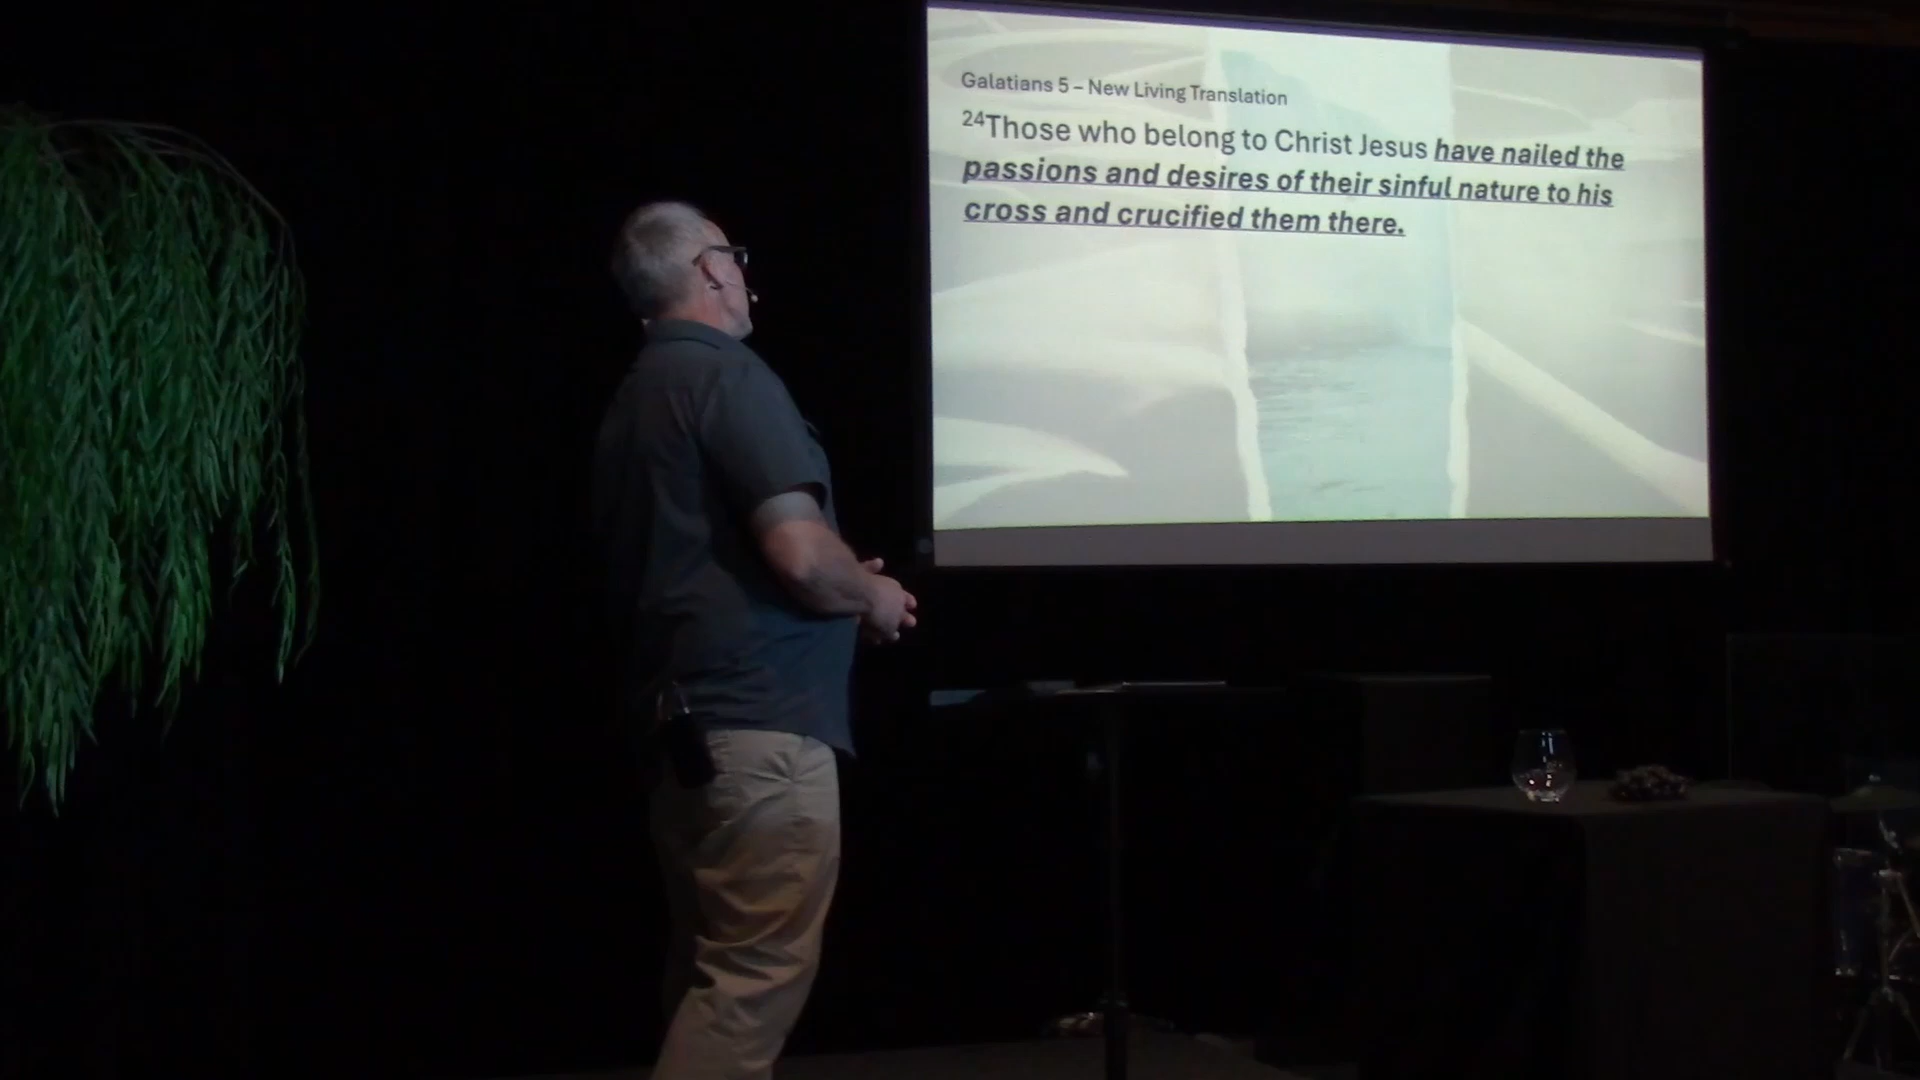 Galatians 5 – New Living Translation
²⁴Those who belong to Christ Jesus have nailed the
passions and desires of their sinful nature to his
cross and crucified them there.